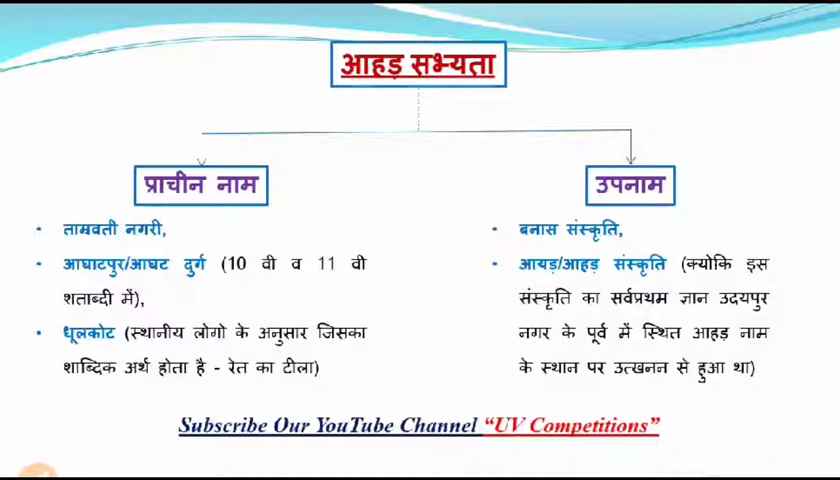 आहड़ सभ्यता
प्राचीन नाम
• ताम्रवती नगरी,
• आघाटपुर/आघट दुर्ग (10 वी व 11 वी
शताब्दी में),
• धूलकोट (स्थानीय लोगो के अनुसार जिसका
शाब्दिक अर्थ होता है - रेत का टीला)
उपनाम
• बनास संस्कृति,
• आयड़/आहड़ संस्कृति (क्योकि इस
संस्कृति का सर्वप्रथम ज्ञान उदयपुर
नगर के पूर्व में स्थित आहड़ नाम
के स्थान पर उत्खनन से हुआ था)
Subscribe Our YouTube Channel “UV Competitions”